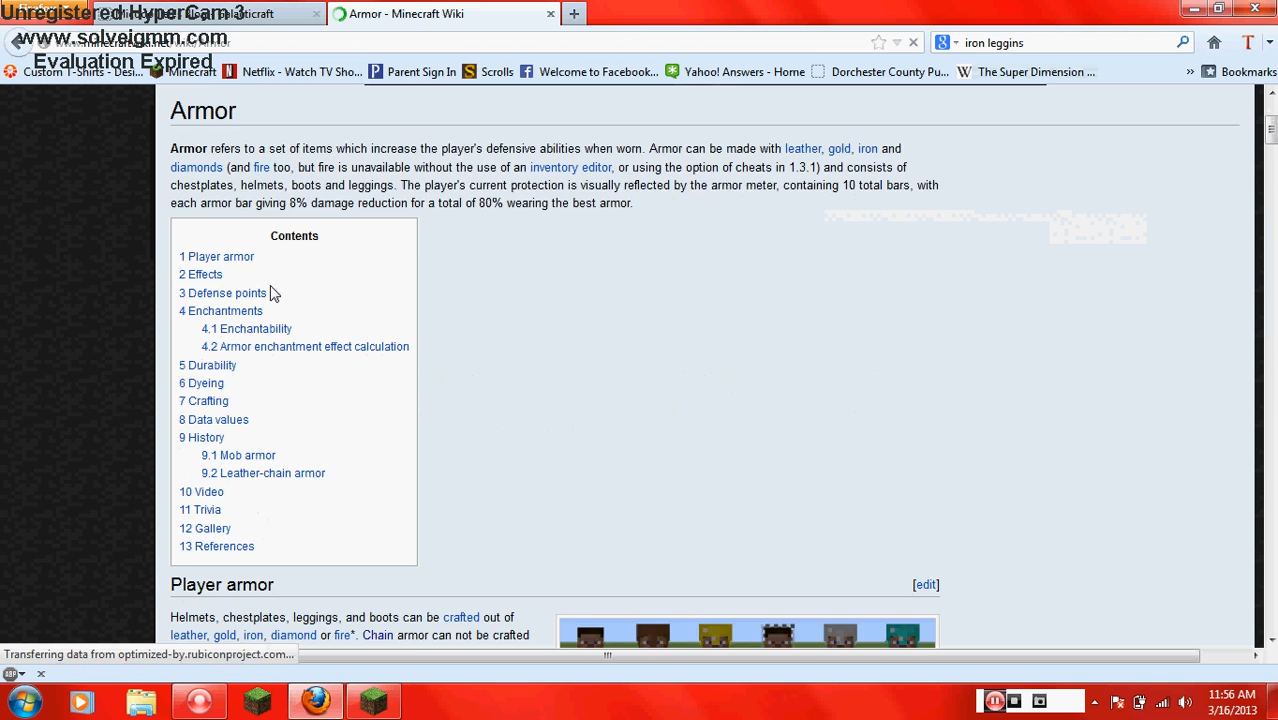 Unregistered HyperCam 3
www.solveigmm.com
Evaluation Expired
Armor - Minecraft Wiki
iron leggins
Custom T-Shirts - Desi...
Minecraft
Netflix - Watch TV Sho...
Parent Sign In
Scrolls
Welcome to Facebook...
Yahoo! Answers - Home
Dorchester County Pu...
The Super Dimension ...
Bookmarks
Armor
Armor refers to a set of items which increase the player's defensive abilities when worn. Armor can be made with leather, gold, iron and
diamonds (and fire too, but fire is unavailable without the use of an inventory editor, or using the option of cheats in 1.3.1) and consists of
chestplates, helmets, boots and leggings. The player's current protection is visually reflected by the armor meter, containing 10 total bars, with
each armor bar giving 8% damage reduction for a total of 80% wearing the best armor.
Contents
1 Player armor
2 Effects
3 Defense points
4 Enchantments
4.1 Enchantability
4.2 Armor enchantment effect calculation
5 Durability
6 Dyeing
7 Crafting
8 Data values
9 History
9.1 Mob armor
9.2 Leather-chain armor
10 Video
11 Trivia
12 Gallery
13 References
Player armor
[edit]
Helmets, chestplates, leggings, and boots can be crafted out of
leather, gold, iron, diamond or fire*. Chain armor can not be crafted
Transferring data from optimized-by.rubiconproject.com...
ABP
11:56 AM
3/16/2013